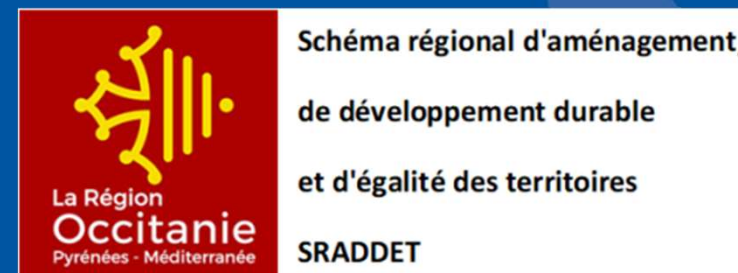 La Région
Occitanie
Pyrénées - Méditerranée
Schéma régional d'aménagement,
de développement durable
et d'égalité des territoires
SRADDET